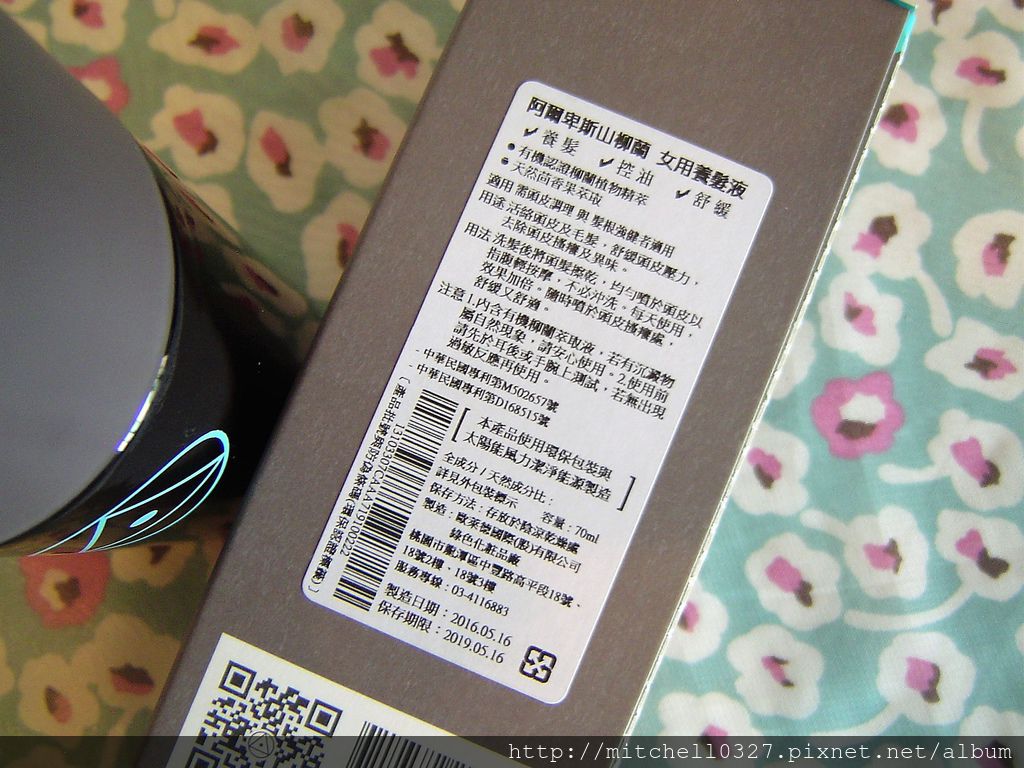 阿爾卑斯山柳蘭 女用養髮液
✓養髮 ✓控油 ✓舒緩
●有機認證柳蘭植物精萃
●天然茴香果萃取
適用 需頭皮調理與髮根強健者適用
用途 活絡頭皮及毛髮，舒緩頭皮壓力，
去除頭皮搔癢及異味。
用法 洗髮後將頭髮擦乾，均勻噴於頭皮以
指腹輕按摩，不必沖洗。每天使用，
效果加倍。隨時噴於頭皮搔癢處，
舒緩又舒適。
注意 1.內含有機柳蘭萃取液，若有沉澱物
屬自然現象，請安心使用。2.使用前
請先於耳後或手腕上測試，若無出現
過敏反應再使用。
- 中華民國專利第M502657號
- 中華民國專利第D168515號
[本產品使用環保包裝與
太陽能風力潔淨能源製造]
全成分 / 天然成分比：
詳見外包裝標示 容量：70ml
保存方法：存放於陰涼乾燥處
製造：歐萊德國際(股)有限公司
綠色化粧品廠
桃園市龍潭區中豐路高平段18號、
18號2樓、18號3樓
服務專線：03-4116883
製造日期：2016.05.16
保存期限：2019.05.16
http://mitchell0327.pixnet.net/album